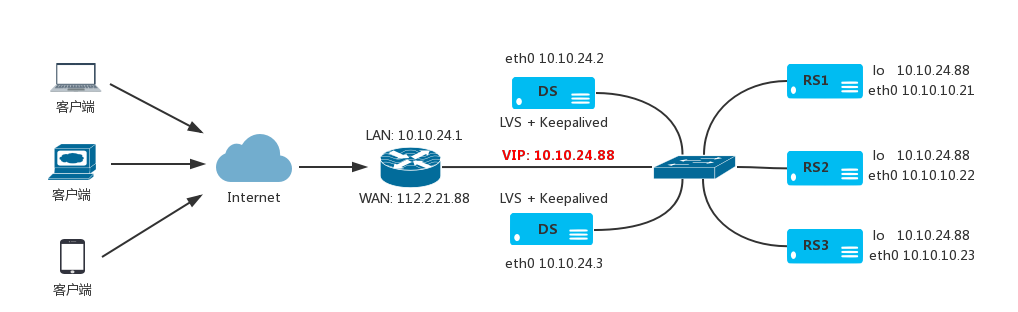 客户端
客户端
客户端
Internet
LAN: 10.10.24.1
WAN: 112.2.21.88
eth0 10.10.24.2
DS
LVS + Keepalived
VIP: 10.10.24.88
LVS + Keepalived
DS
eth0 10.10.24.3
RS1
lo 10.10.24.88
eth0 10.10.10.21
RS2
lo 10.10.24.88
eth0 10.10.10.22
RS3
lo 10.10.24.88
eth0 10.10.10.23